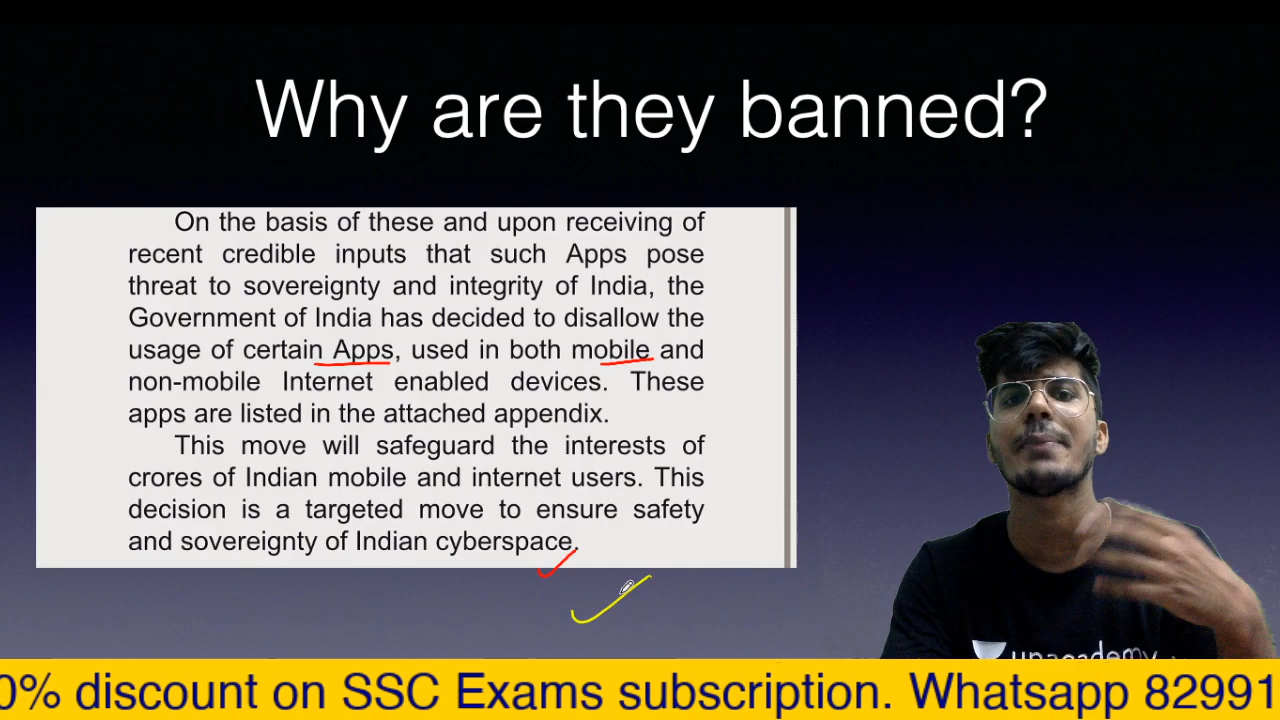 Why are they banned?
On the basis of these and upon receiving of
recent credible inputs that such Apps pose
threat to sovereignty and integrity of India, the
Government of India has decided to disallow the
usage of certain Apps, used in both mobile and
non-mobile Internet enabled devices. These
apps are listed in the attached appendix.
This move will safeguard the interests of
crores of Indian mobile and internet users. This
decision is a targeted move to ensure safety
and sovereignty of Indian cyberspace.
unacademy
0% discount on SSC Exams subscription. Whatsapp 82991